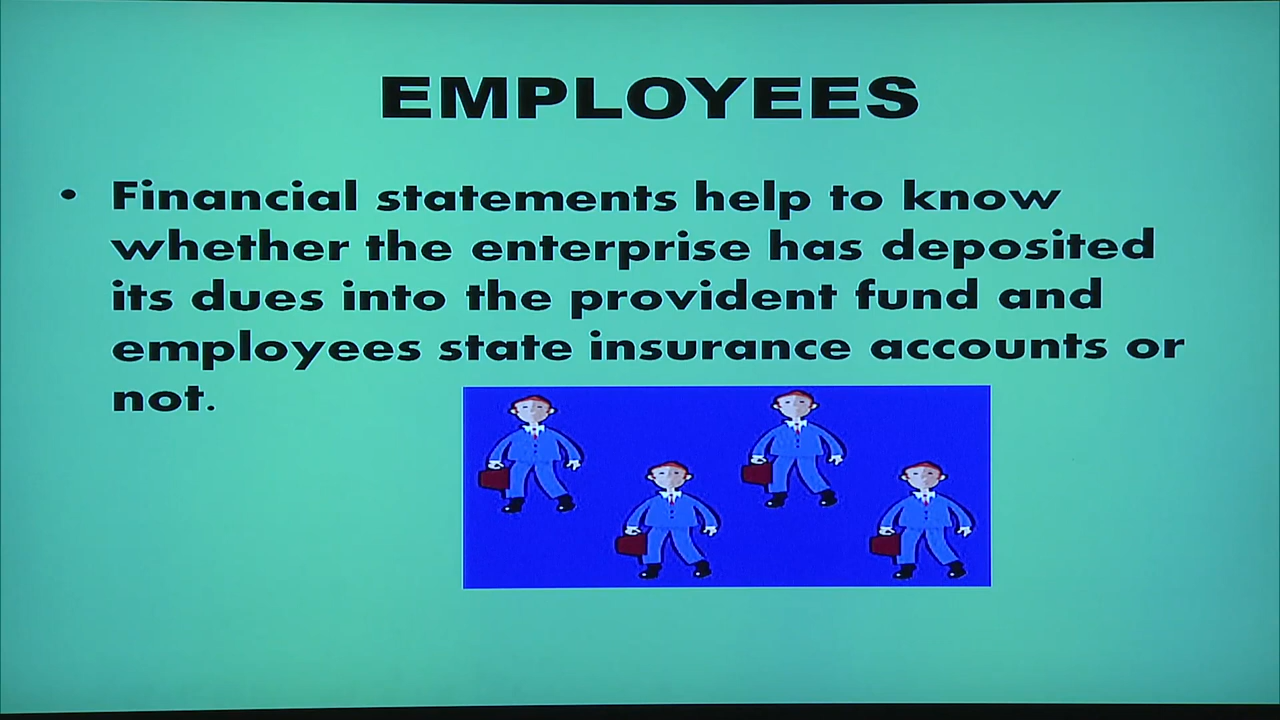 EMPLOYEES
• Financial statements help to know
whether the enterprise has deposited
its dues into the provident fund and
employees state insurance accounts or
not.